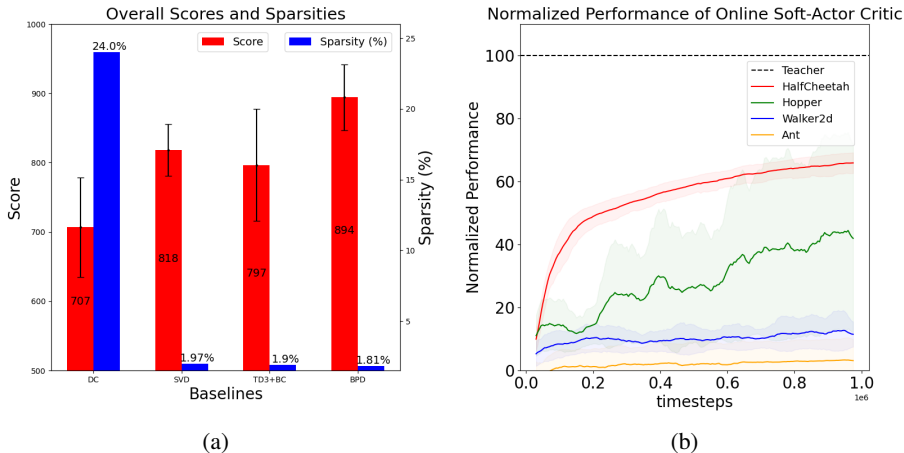 Overall Scores and Sparsities
1000
900
800
700
600
500
Score
Score
Sparsity (%)
24.0%
707
818
1.97%
797
1.9%
894
1.81%
25
20
15
10
5
Sparsity (%)
DC
SVD
TD3+BC
BPD
Baselines
(a)
Normalized Performance of Online Soft-Actor Critic
100
80
60
40
20
0
Normalized Performance
Teacher
HalfCheetah
Hopper
Walker2d
Ant
0.0
0.2
0.4
0.6
0.8
1.0
1e6
timesteps
(b)